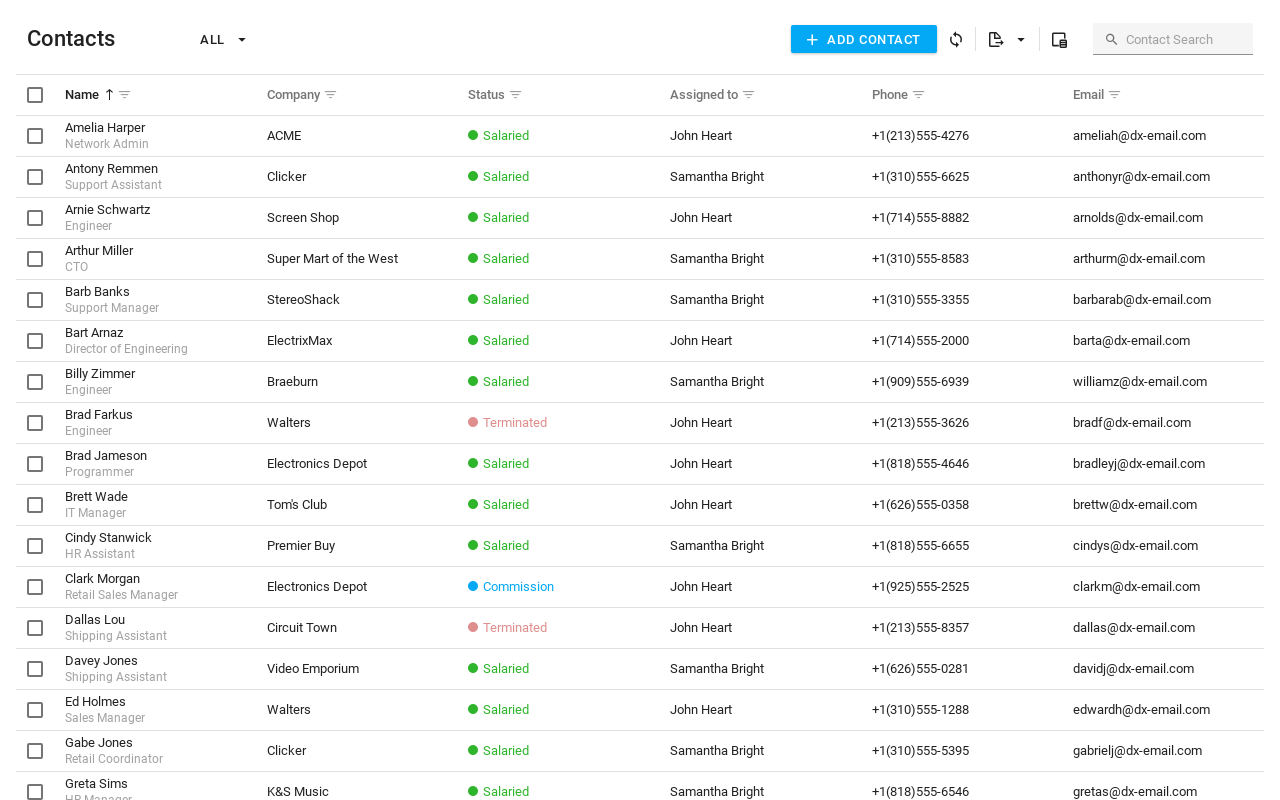 Contacts ALL ADD CONTACT Contact Search
Name Company Status Assigned to Phone Email
Amelia Harper
Network Admin
ACME Salaried John Heart +1(213)555-4276 ameliah@dx-email.com
Antony Remmen
Support Assistant
Clicker Salaried Samantha Bright +1(310)555-6625 anthonyr@dx-email.com
Arnie Schwartz
Engineer
Screen Shop Salaried John Heart +1(714)555-8882 arnolds@dx-email.com
Arthur Miller
CTO
Super Mart of the West Salaried Samantha Bright +1(310)555-8583 arthurm@dx-email.com
Barb Banks
Support Manager
StereoShack Salaried Samantha Bright +1(310)555-3355 barbarab@dx-email.com
Bart Arnaz
Director of Engineering
ElectrixMax Salaried John Heart +1(714)555-2000 barta@dx-email.com
Billy Zimmer
Engineer
Braeburn Salaried Samantha Bright +1(909)555-6939 williamz@dx-email.com
Brad Farkus
Engineer
Walters Terminated John Heart +1(213)555-3626 bradf@dx-email.com
Brad Jameson
Programmer
Electronics Depot Salaried John Heart +1(818)555-4646 bradleyj@dx-email.com
Brett Wade
IT Manager
Tom's Club Salaried John Heart +1(626)555-0358 brettw@dx-email.com
Cindy Stanwick
HR Assistant
Premier Buy Salaried Samantha Bright +1(818)555-6655 cindys@dx-email.com
Clark Morgan
Retail Sales Manager
Electronics Depot Commission John Heart +1(925)555-2525 clarkm@dx-email.com
Dallas Lou
Shipping Assistant
Circuit Town Terminated John Heart +1(213)555-8357 dallas@dx-email.com
Davey Jones
Shipping Assistant
Video Emporium Salaried Samantha Bright +1(626)555-0281 davidj@dx-email.com
Ed Holmes
Sales Manager
Walters Salaried John Heart +1(310)555-1288 edwardh@dx-email.com
Gabe Jones
Retail Coordinator
Clicker Salaried Samantha Bright +1(310)555-5395 gabrielj@dx-email.com
Greta Sims
HR Manager
K&S Music Salaried Samantha Bright +1(818)555-6546 gretas@dx-email.com